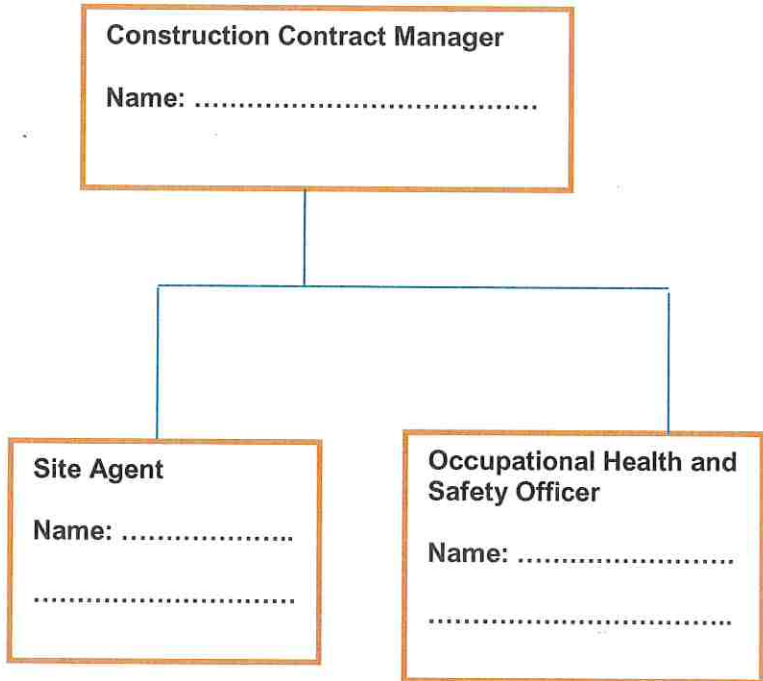 Construction Contract Manager
Name: .......................................
Site Agent
Name: ....................
..............................
Occupational Health and
Safety Officer
Name: .........................
...................................